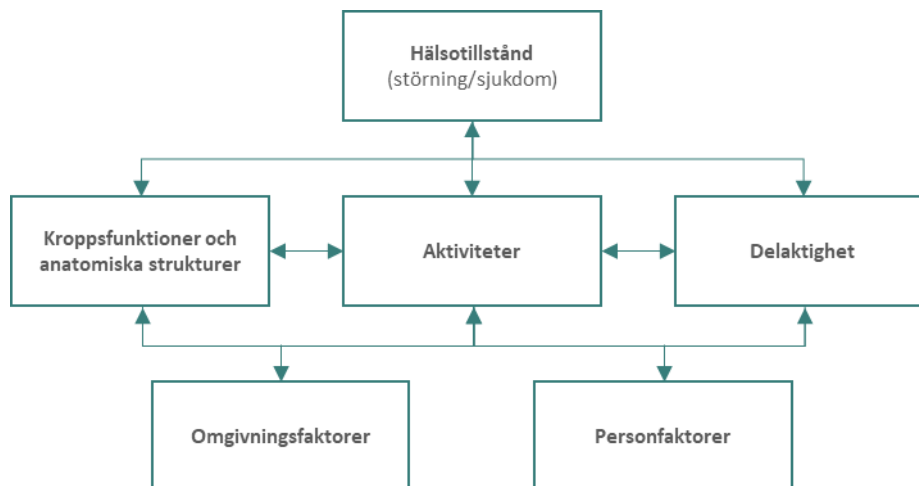 Hälsotillstånd
(störning/sjukdom)
Kroppsfunktioner och
anatomiska strukturer
Aktiviteter
Delaktighet
Omgivningsfaktorer
Personfaktorer